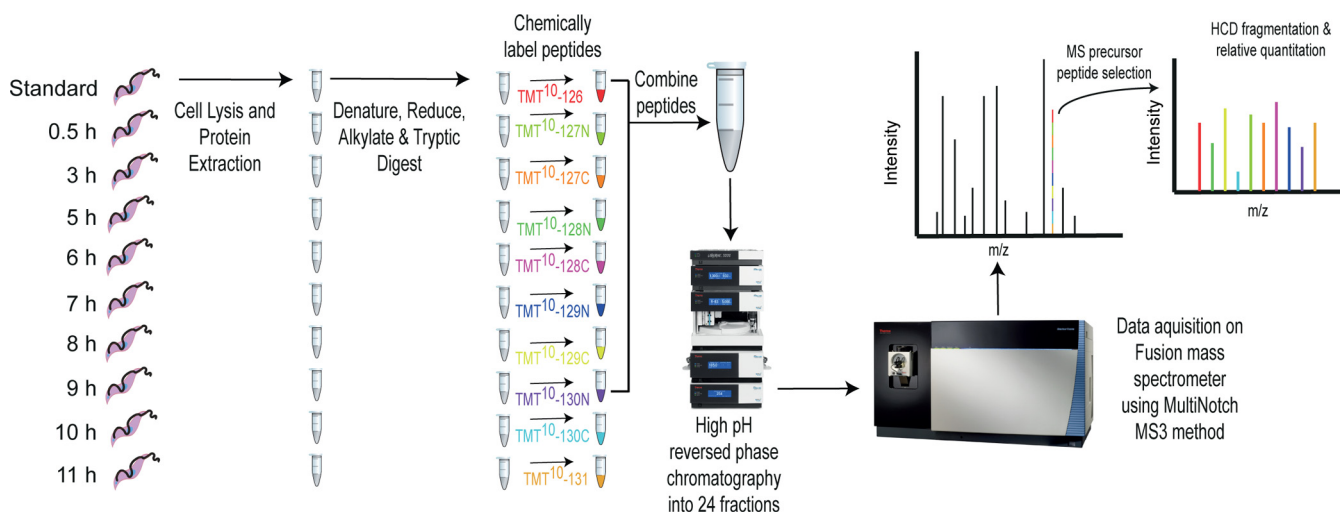 Standard
0.5 h
3 h
5 h
6 h
7 h
8 h
9 h
10 h
11 h
Cell Lysis and
Protein
Extraction
Denature, Reduce,
Alkylate & Tryptic
Digest
Chemically
label peptides
TMT10-126
TMT10-127N
TMT10-127C
TMT10-128N
TMT10-128C
TMT10-129N
TMT10-129C
TMT10-130N
TMT10-130C
TMT10-131
Combine
peptides
High pH
reversed phase
chromatography
into 24 fractions
Data aquisition on
Fusion mass
spectrometer
using MultiNotch
MS3 method
Intensity
m/z
MS precursor
peptide selection
HCD fragmentation &
relative quantitation
Intensity
m/z